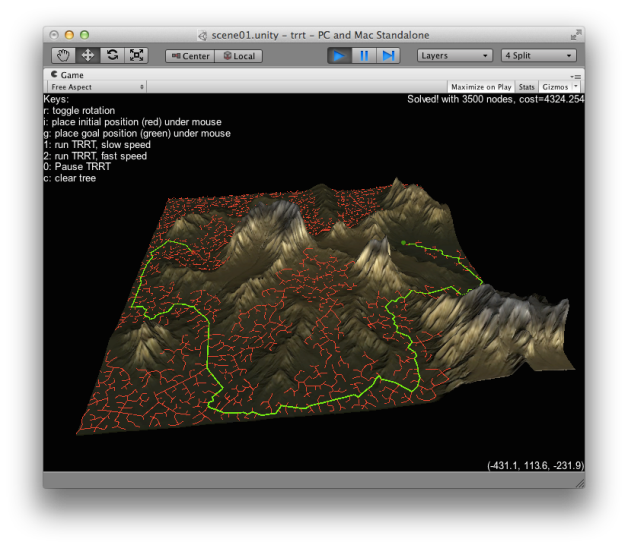 scene01.unity - trrt - PC and Mac Standalone
Center Local Layers 4 Split
Game
Free Aspect Maximize on Play Stats Gizmos
Keys: Solved! with 3500 nodes, cost=4324.254
r: toggle rotation
i: place initial position (red) under mouse
g: place goal position (green) under mouse
1: run TRRT, slow speed
2: run TRRT, fast speed
0: Pause TRRT
c: clear tree
(-431.1, 113.6, -231.9)